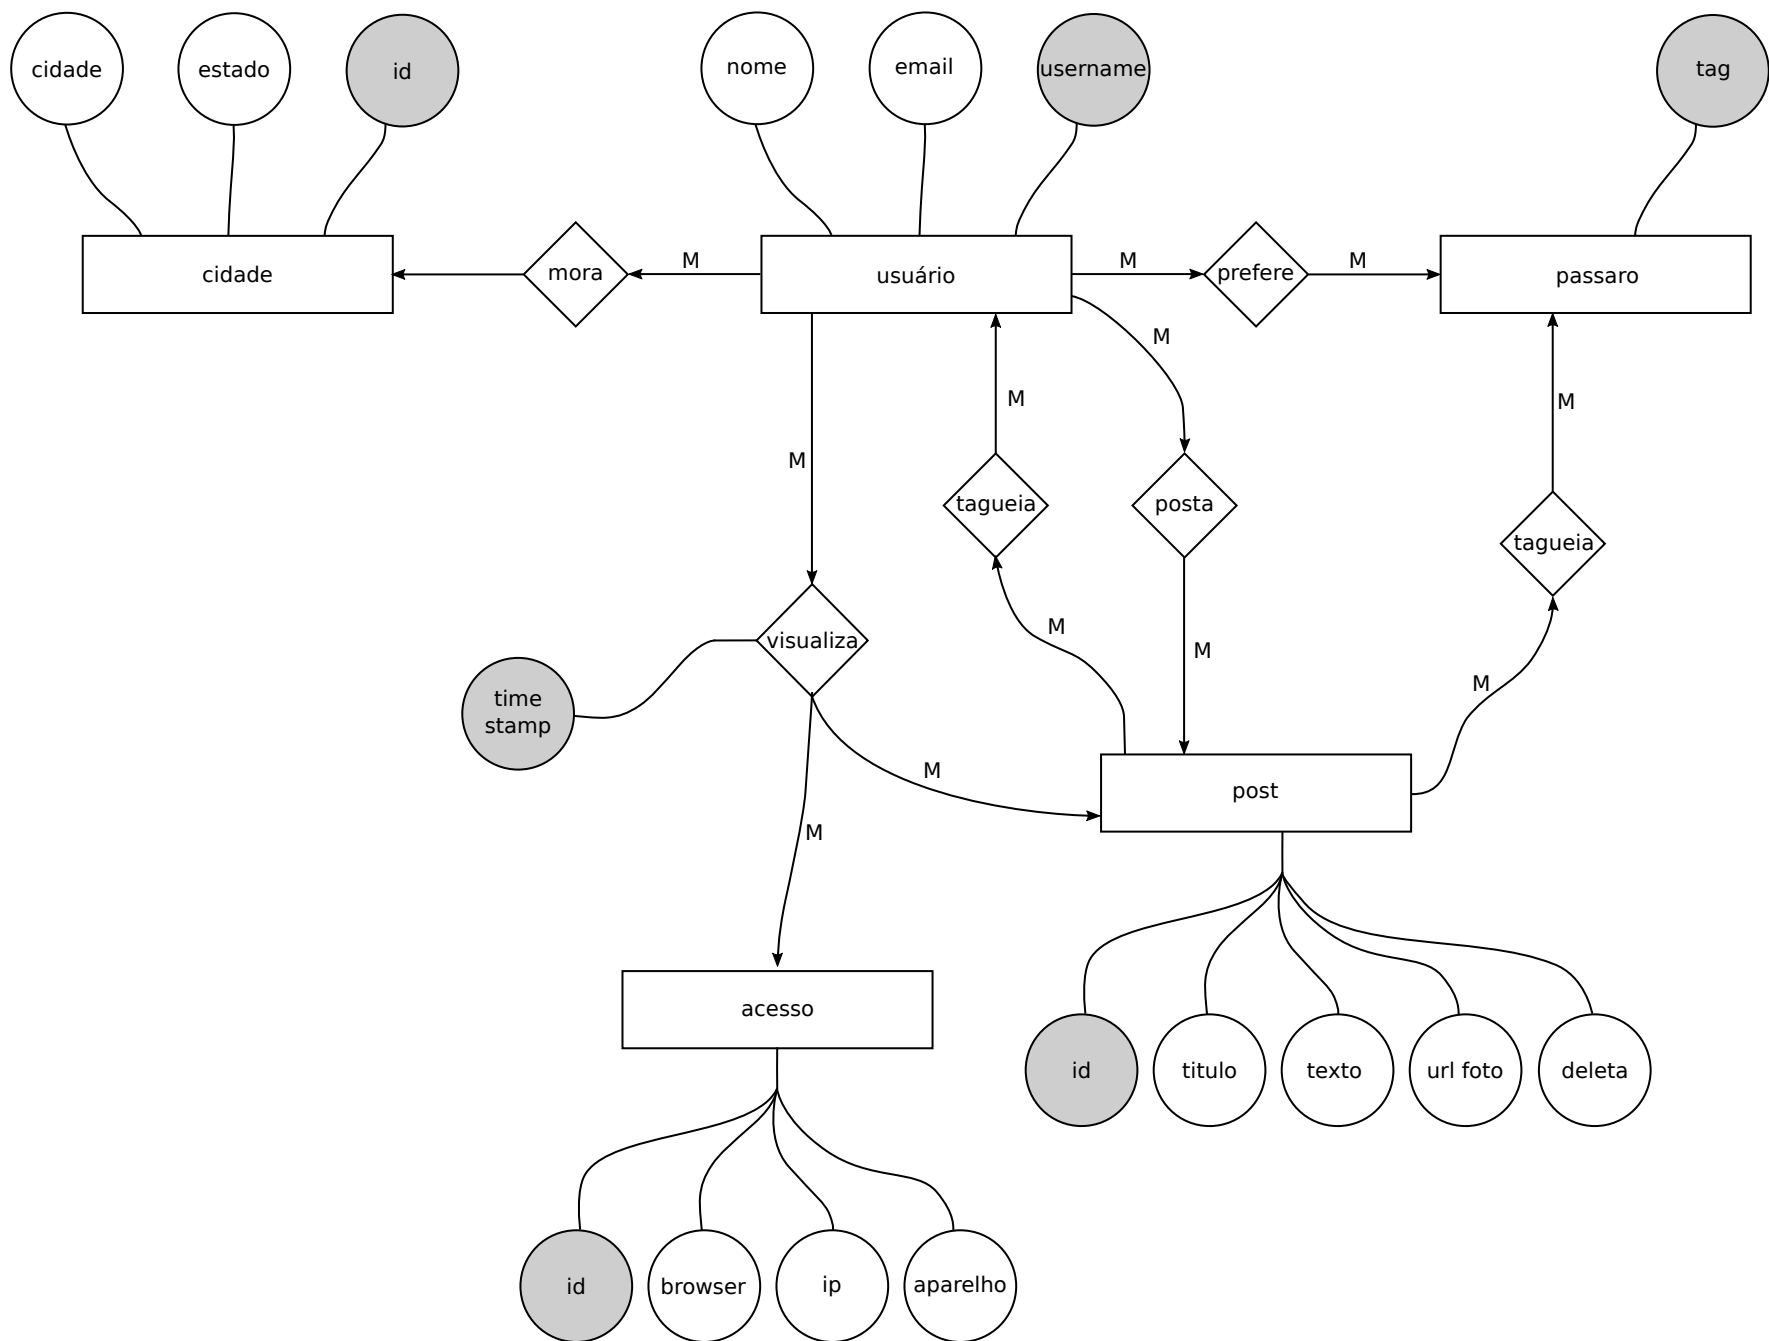 cidade
estado
id
nome
email
username
tag
cidade
mora
M
usuário
M
prefere
M
passaro
M
M
M
M
tagueia
posta
tagueia
visualiza
M
M
M
time
stamp
M
M
post
acesso
id
titulo
texto
url foto
deleta
id
browser
ip
aparelho